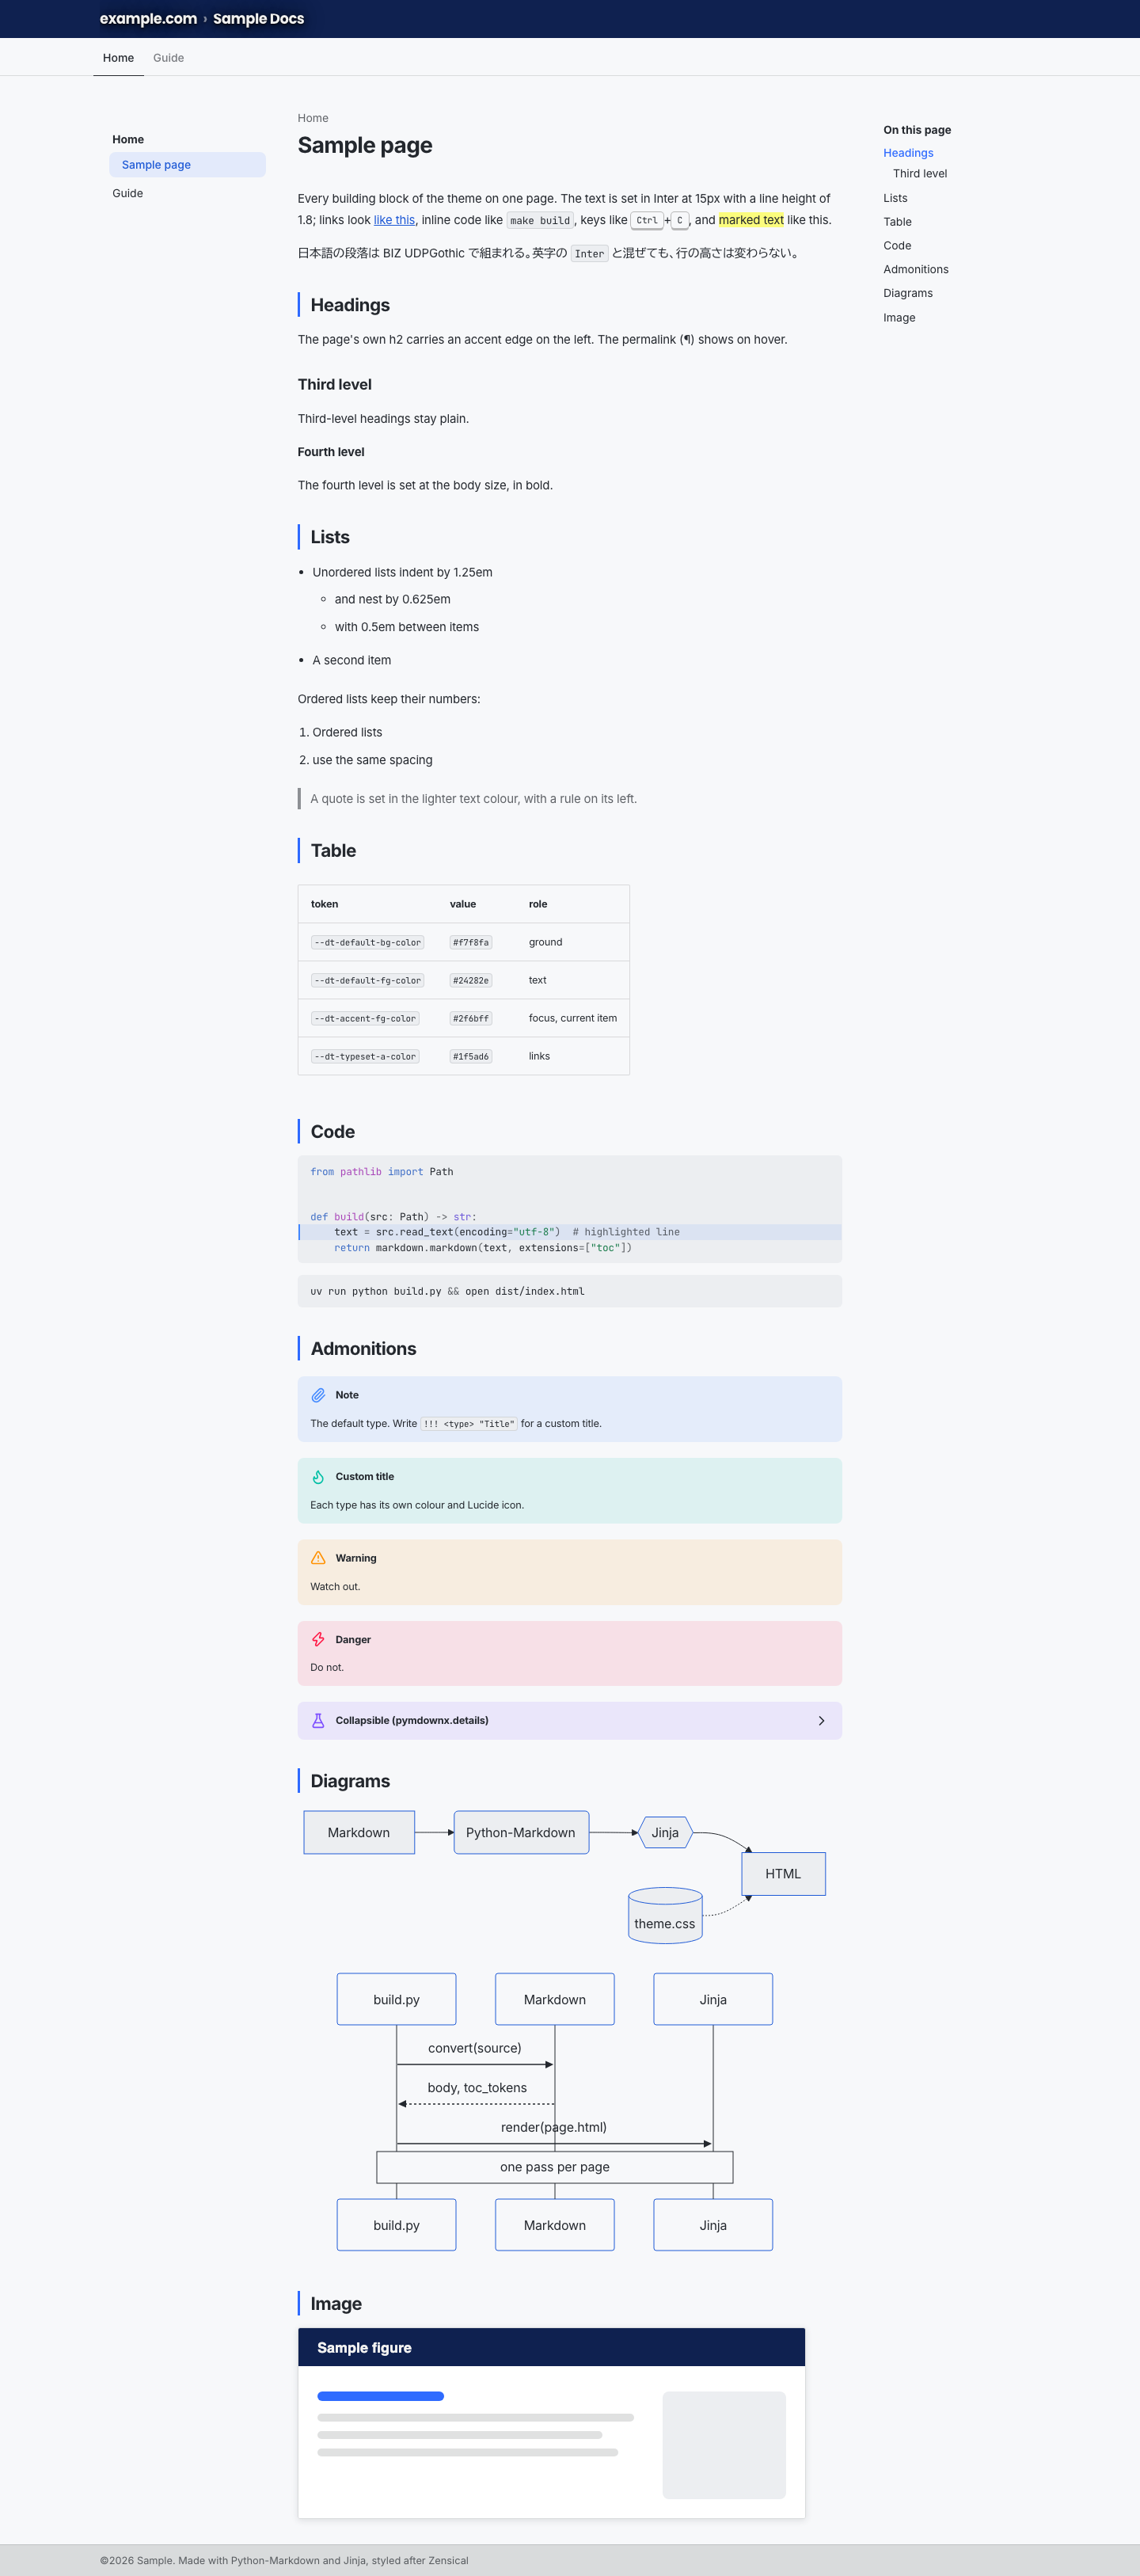 example.com › Sample Docs
Home Guide
Home
Sample page
Guide
Home
Sample page
Every building block of the theme on one page. The text is set in Inter at 15px with a line height of
1.8; links look like this, inline code like make build, keys like Ctrl+C, and marked text like this.
日本語の段落は BIZ UDPGothic で組まれる。英字の Inter と混ぜても、行の高さは変わらない。
Headings
The page's own h2 carries an accent edge on the left. The permalink (¶) shows on hover.
Third level
Third-level headings stay plain.
Fourth level
The fourth level is set at the body size, in bold.
Lists
• Unordered lists indent by 1.25em
◦ and nest by 0.625em
◦ with 0.5em between items
• A second item
Ordered lists keep their numbers:
1. Ordered lists
2. use the same spacing
A quote is set in the lighter text colour, with a rule on its left.
Table
token value role
--dt-default-bg-color #f7f8fa ground
--dt-default-fg-color #24282e text
--dt-accent-fg-color #2f6bff focus, current item
--dt-typeset-a-color #1f5ad6 links
Code
from pathlib import Path
def build(src: Path) -> str:
    text = src.read_text(encoding="utf-8")  # highlighted line
    return markdown.markdown(text, extensions=["toc"])
uv run python build.py && open dist/index.html
Admonitions
Note
The default type. Write !!! <type> "Title" for a custom title.
Custom title
Each type has its own colour and Lucide icon.
Warning
Watch out.
Danger
Do not.
Collapsible (pymdownx.details)
Diagrams
Markdown Python-Markdown Jinja
HTML
theme.css
build.py Markdown Jinja
convert(source)
body, toc_tokens
render(page.html)
one pass per page
build.py Markdown Jinja
Image
Sample figure
On this page
Headings
Third level
Lists
Table
Code
Admonitions
Diagrams
Image
©2026 Sample. Made with Python-Markdown and Jinja, styled after Zensical